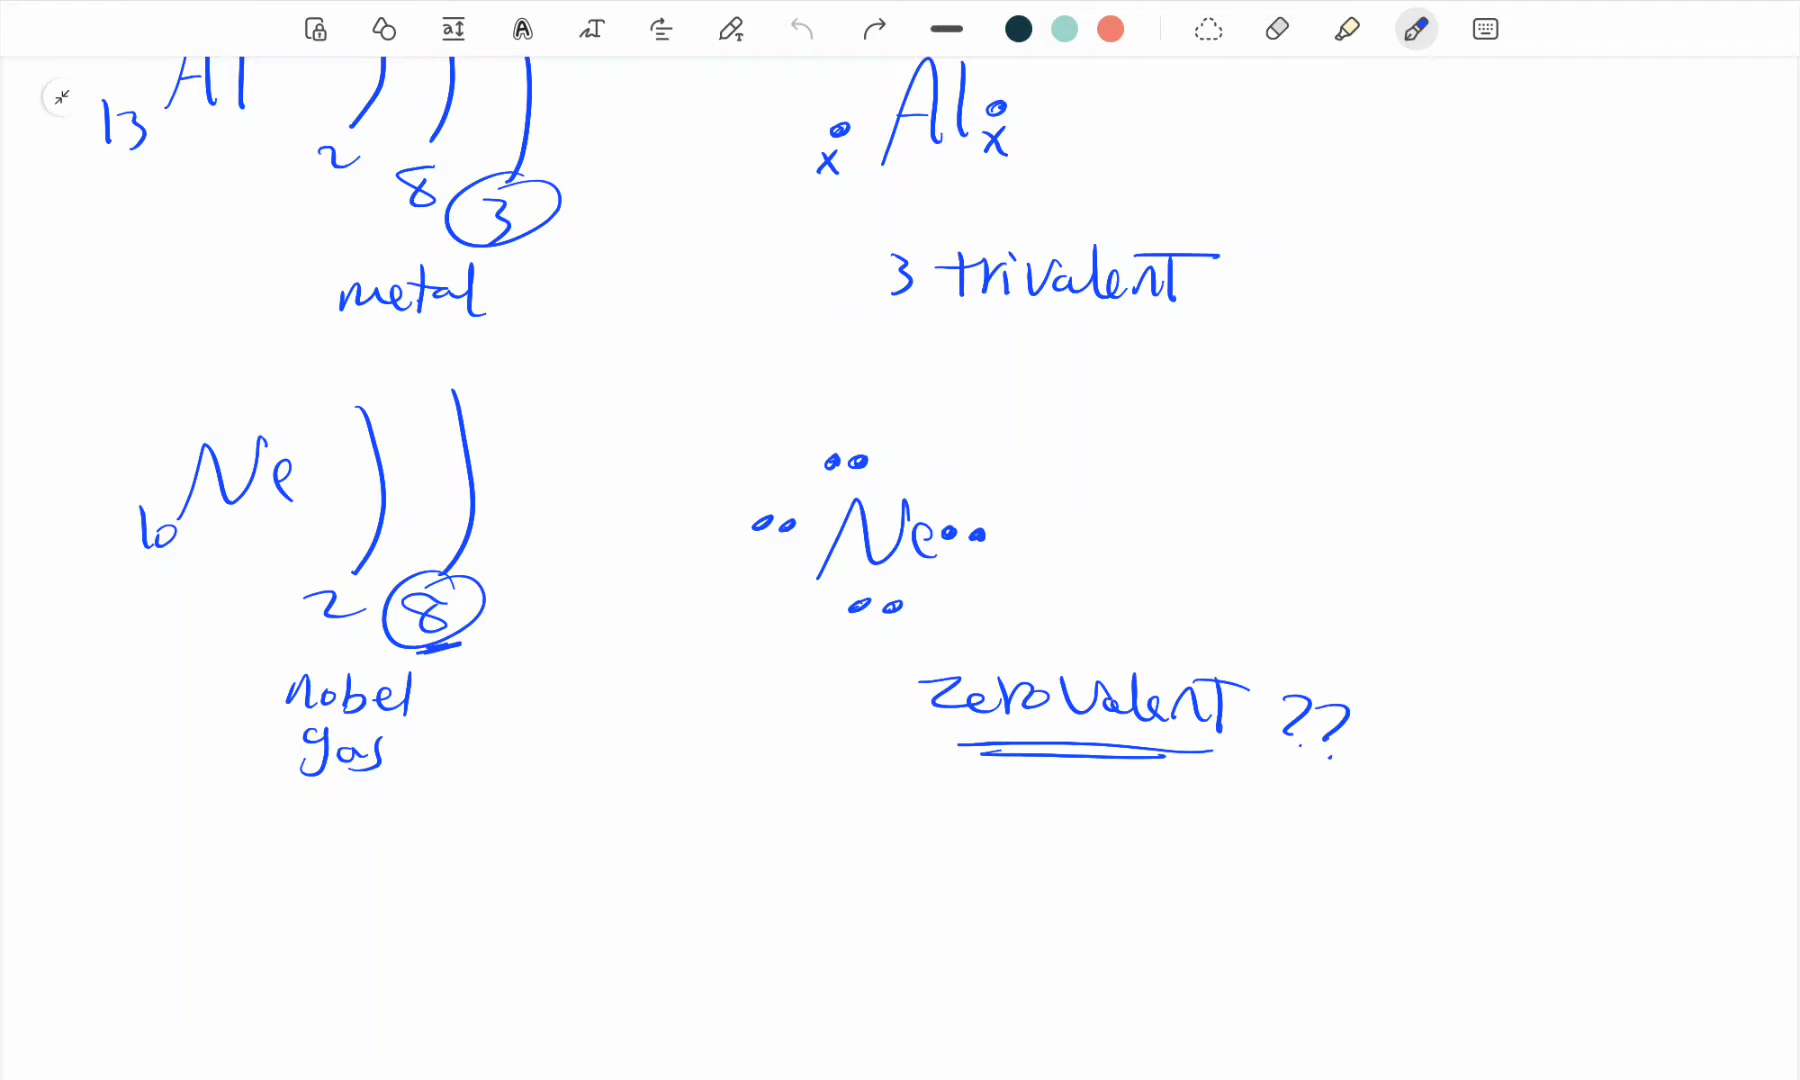 13 Al 2 8 3
metal
Al x x
3 trivalent
10 Ne 2 8
nobel
gas
Ne
zerovalent ??